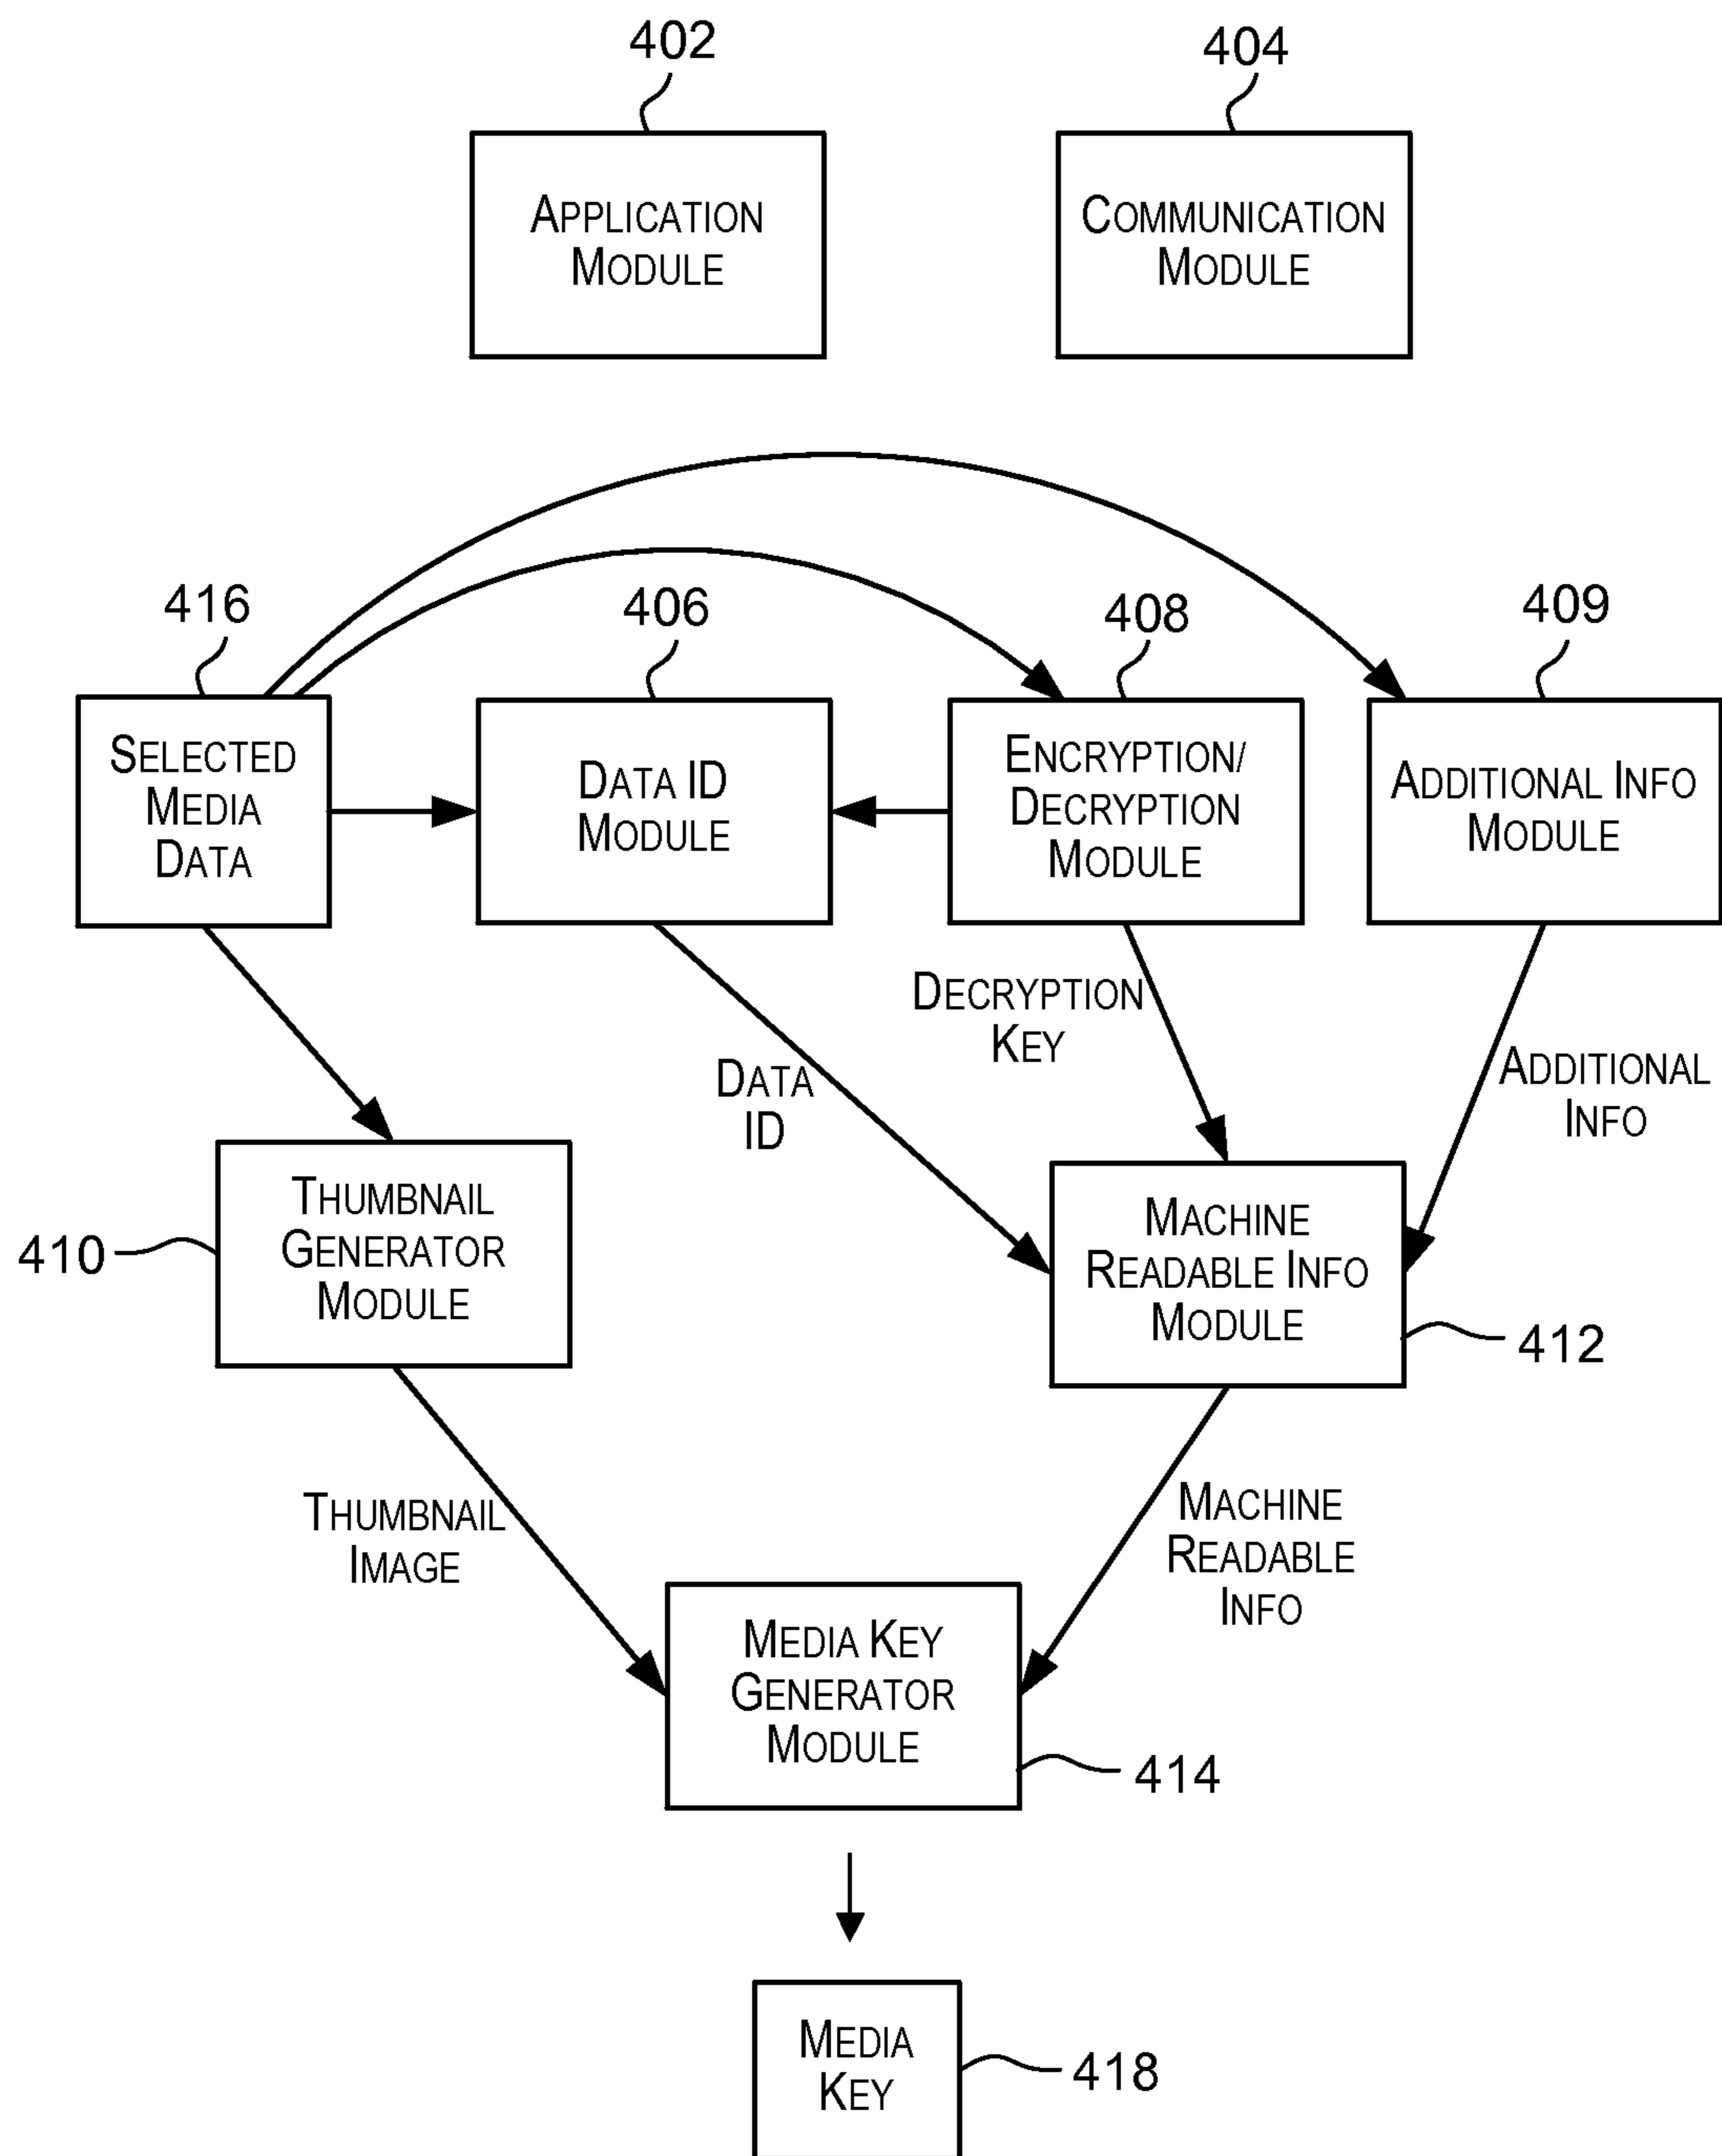 402
404
Application
Module
Communication
Module
416
406
408
409
Selected
Media
Data
Data ID
Module
Encryption/
Decryption
Module
Additional Info
Module
Decryption
Key
Data
ID
Additional
Info
410
Thumbnail
Generator
Module
Machine
Readable Info
Module
412
Thumbnail
Image
Machine
Readable
Info
Media Key
Generator
Module
414
Media
Key
418